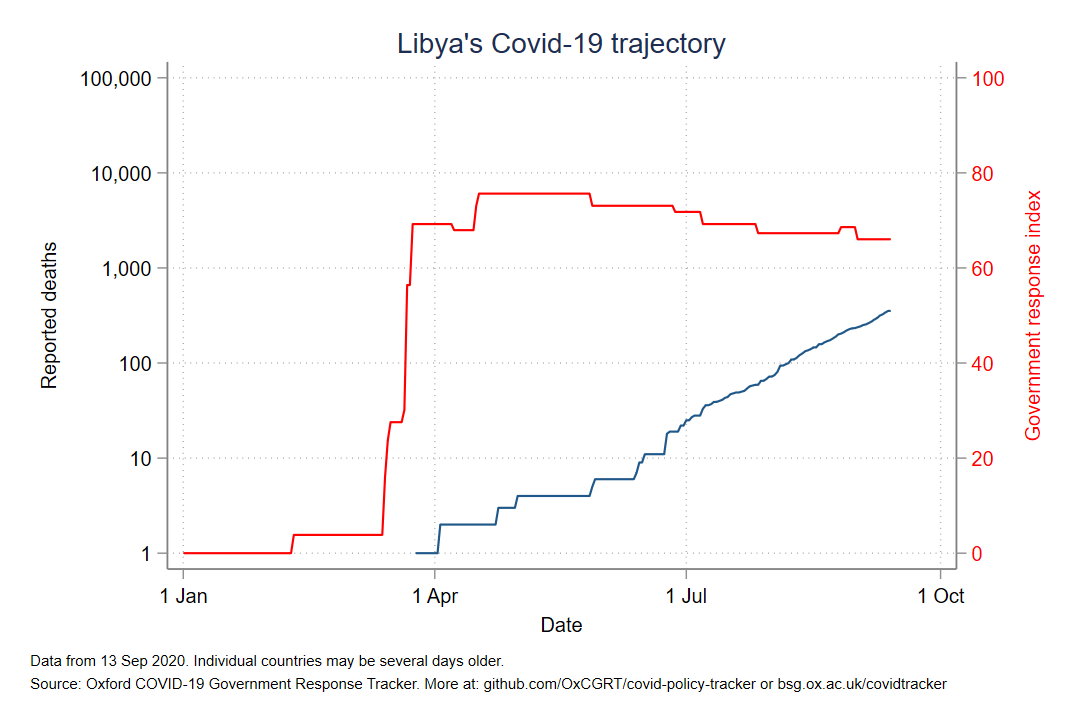 Libya's Covid-19 trajectory
100,000
10,000
1,000
100
10
1
Reported deaths
100
80
60
40
20
0
Government response index
1 Jan
1 Apr
1 Jul
1 Oct
Date
Data from 13 Sep 2020. Individual countries may be several days older.
Source: Oxford COVID-19 Government Response Tracker. More at: github.com/OxCGRT/covid-policy-tracker or bsg.ox.ac.uk/covidtracker